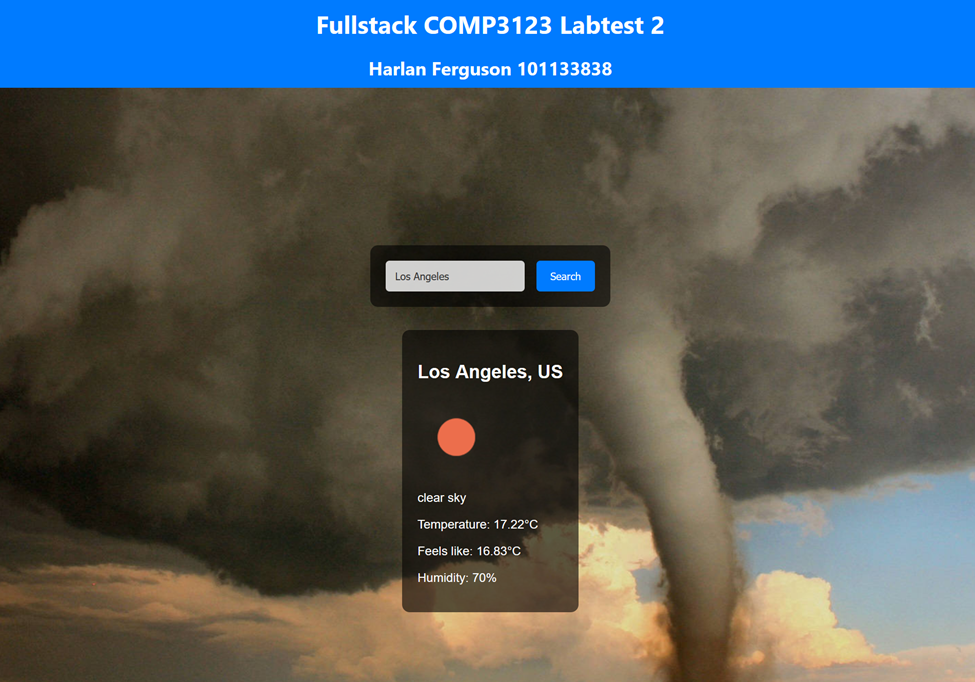 Fullstack COMP3123 Labtest 2
Harlan Ferguson 101133838
Los Angeles
Search
Los Angeles, US
clear sky
Temperature: 17.22°C
Feels like: 16.83°C
Humidity: 70%